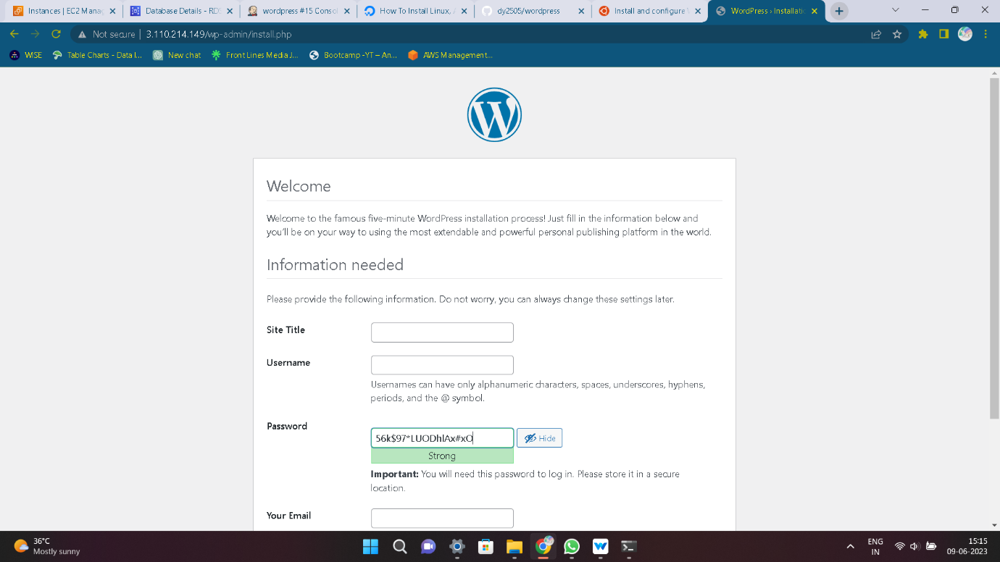 Instances | EC2 Manag
Database Details - RDS
wordpress #15 Consol
How To Install Linux, A
dy2505/wordpress
Install and configure W
WordPress › Installatio
Not secure | 3.110.214.149/wp-admin/install.php
WISE
Table Charts - Data I...
New chat
Front Lines Media J...
Bootcamp -YT – An...
AWS Management...
Welcome
Welcome to the famous five-minute WordPress installation process! Just fill in the information below and
you'll be on your way to using the most extendable and powerful personal publishing platform in the world.
Information needed
Please provide the following information. Do not worry, you can always change these settings later.
Site Title
Username
Usernames can have only alphanumeric characters, spaces, underscores, hyphens,
periods, and the @ symbol.
Password
56k$97*LUODhlAx#xO
Hide
Strong
Important: You will need this password to log in. Please store it in a secure
location.
Your Email
36°C
Mostly sunny
ENG
IN
15:15
09-06-2023